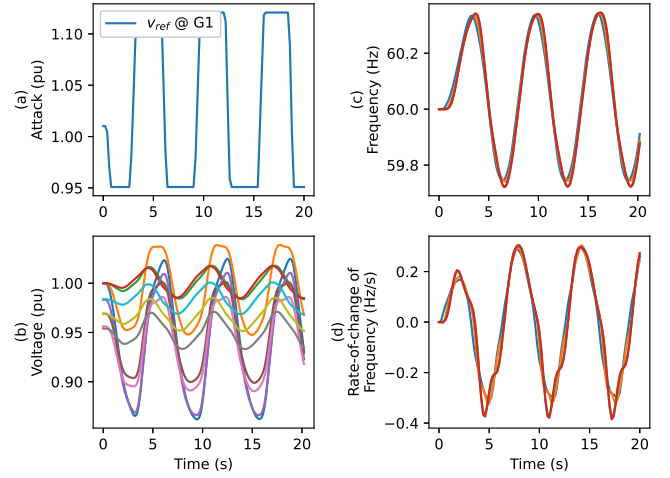 v_ref @ G1
(a)
Attack (pu)
1.10
1.05
1.00
0.95
0
5
10
15
20
(c)
Frequency (Hz)
60.2
60.0
59.8
0
5
10
15
20
(b)
Voltage (pu)
1.00
0.95
0.90
0
5
10
15
20
Time (s)
(d)
Rate-of-change of
Frequency (Hz/s)
0.2
0.0
−0.2
−0.4
0
5
10
15
20
Time (s)